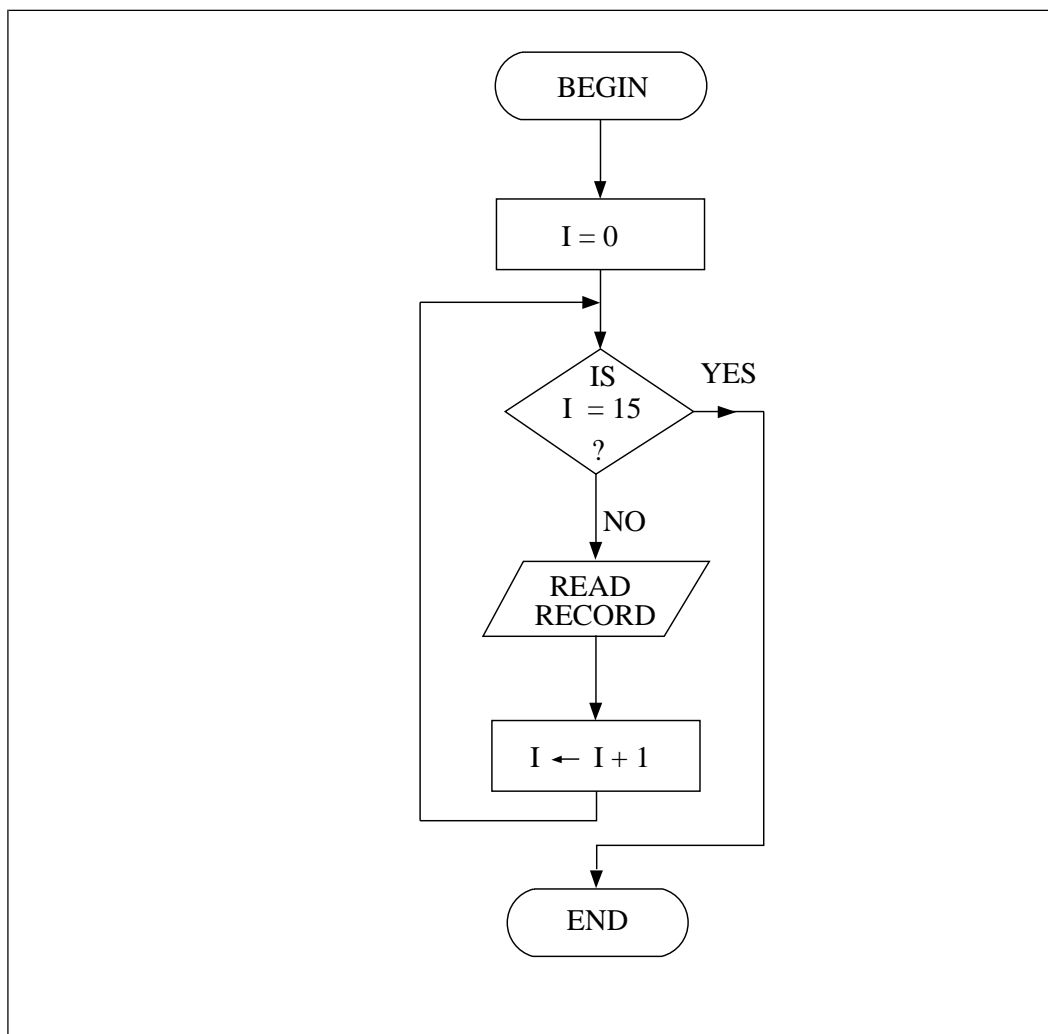 BEGIN
I = 0
IS
I = 15
?
YES
NO
READ
RECORD
I ← I + 1
END